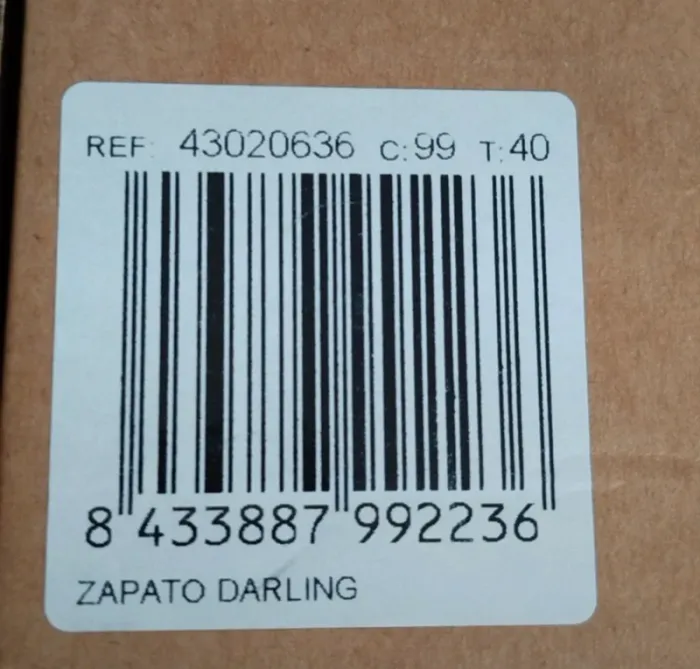 REF: 43020636 C:99 T:40
8 433887 992236
ZAPATO DARLING